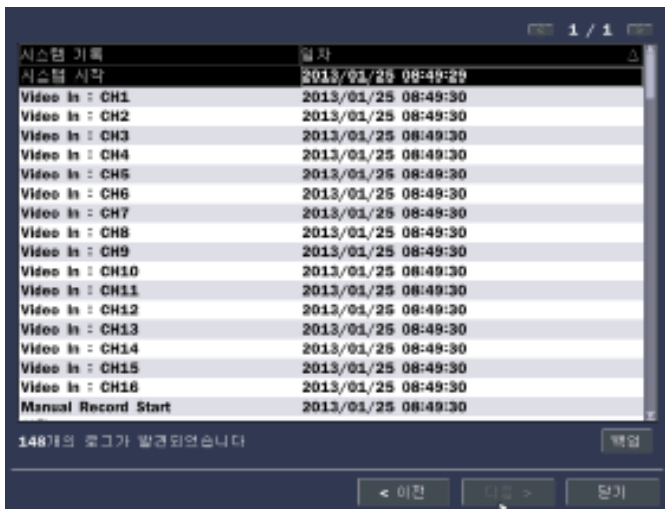 1 / 1
시스템 기록 일자
시스템 시작 2013/01/25 08:49:29
Video In : CH1 2013/01/25 08:49:30
Video In : CH2 2013/01/25 08:49:30
Video In : CH3 2013/01/25 08:49:30
Video In : CH4 2013/01/25 08:49:30
Video In : CH5 2013/01/25 08:49:30
Video In : CH6 2013/01/25 08:49:30
Video In : CH7 2013/01/25 08:49:30
Video In : CH8 2013/01/25 08:49:30
Video In : CH9 2013/01/25 08:49:30
Video In : CH10 2013/01/25 08:49:30
Video In : CH11 2013/01/25 08:49:30
Video In : CH12 2013/01/25 08:49:30
Video In : CH13 2013/01/25 08:49:30
Video In : CH14 2013/01/25 08:49:30
Video In : CH15 2013/01/25 08:49:30
Video In : CH16 2013/01/25 08:49:30
Manual Record Start 2013/01/25 08:49:30
148개의 로그가 발견되었습니다 백업
< 이전 다음 > 닫기